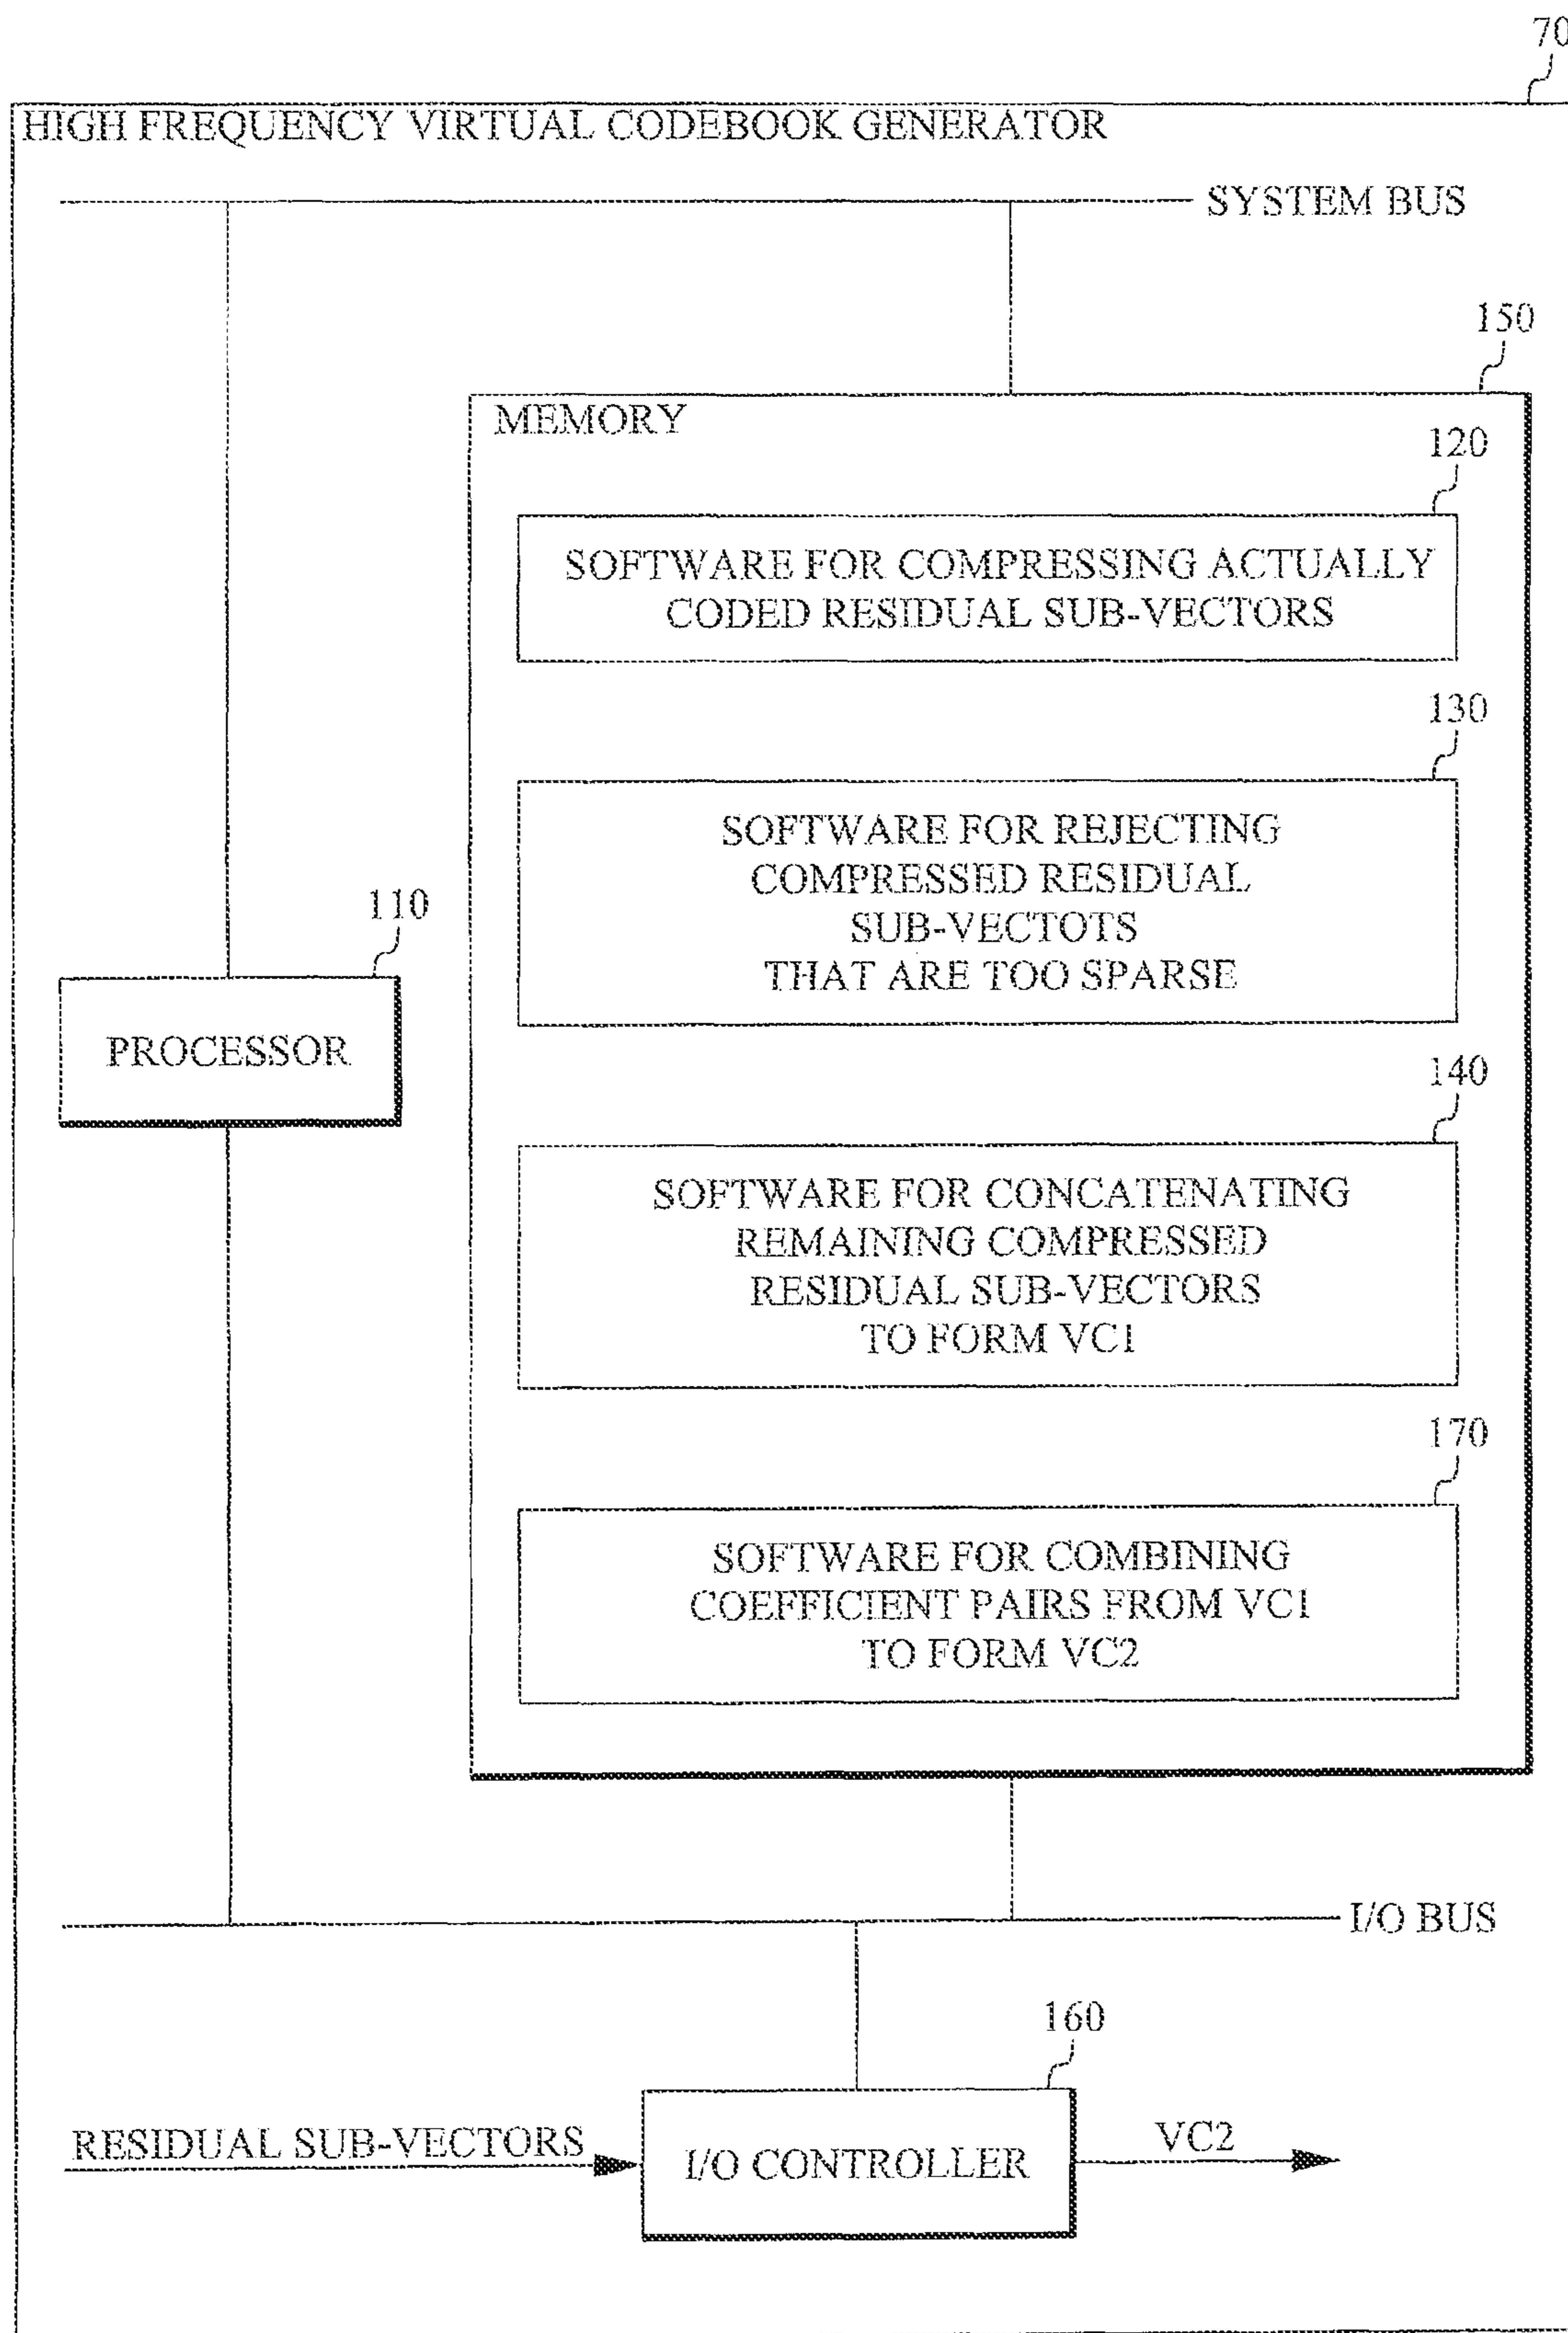 70
HIGH FREQUENCY VIRTUAL CODEBOOK GENERATOR
SYSTEM BUS
150
MEMORY
120
SOFTWARE FOR COMPRESSING ACTUALLY
CODED RESIDUAL SUB-VECTORS
130
SOFTWARE FOR REJECTING
COMPRESSED RESIDUAL
SUB-VECTOTS
THAT ARE TOO SPARSE
110
PROCESSOR
140
SOFTWARE FOR CONCATENATING
REMAINING COMPRESSED
RESIDUAL SUB-VECTORS
TO FORM VC1
170
SOFTWARE FOR COMBINING
COEFFICIENT PAIRS FROM VC1
TO FORM VC2
I/O BUS
160
RESIDUAL SUB-VECTORS
I/O CONTROLLER
VC2